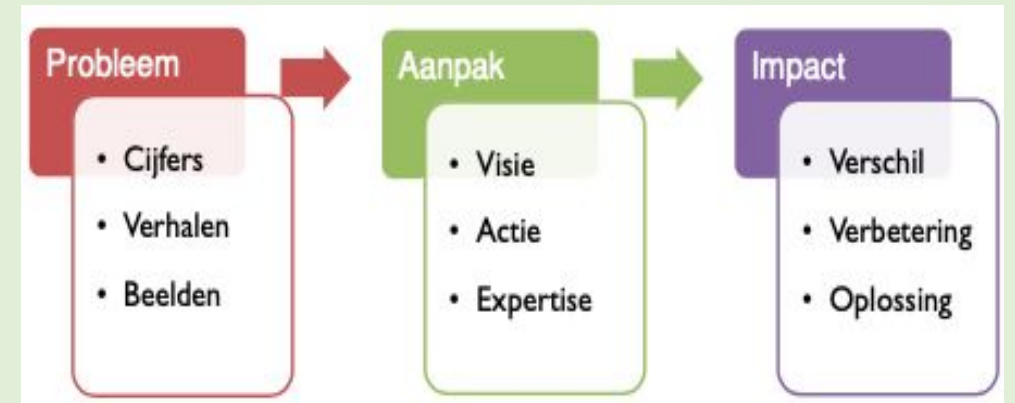 Probleem
• Cijfers
• Verhalen
• Beelden
Aanpak
• Visie
• Actie
• Expertise
Impact
• Verschil
• Verbetering
• Oplossing